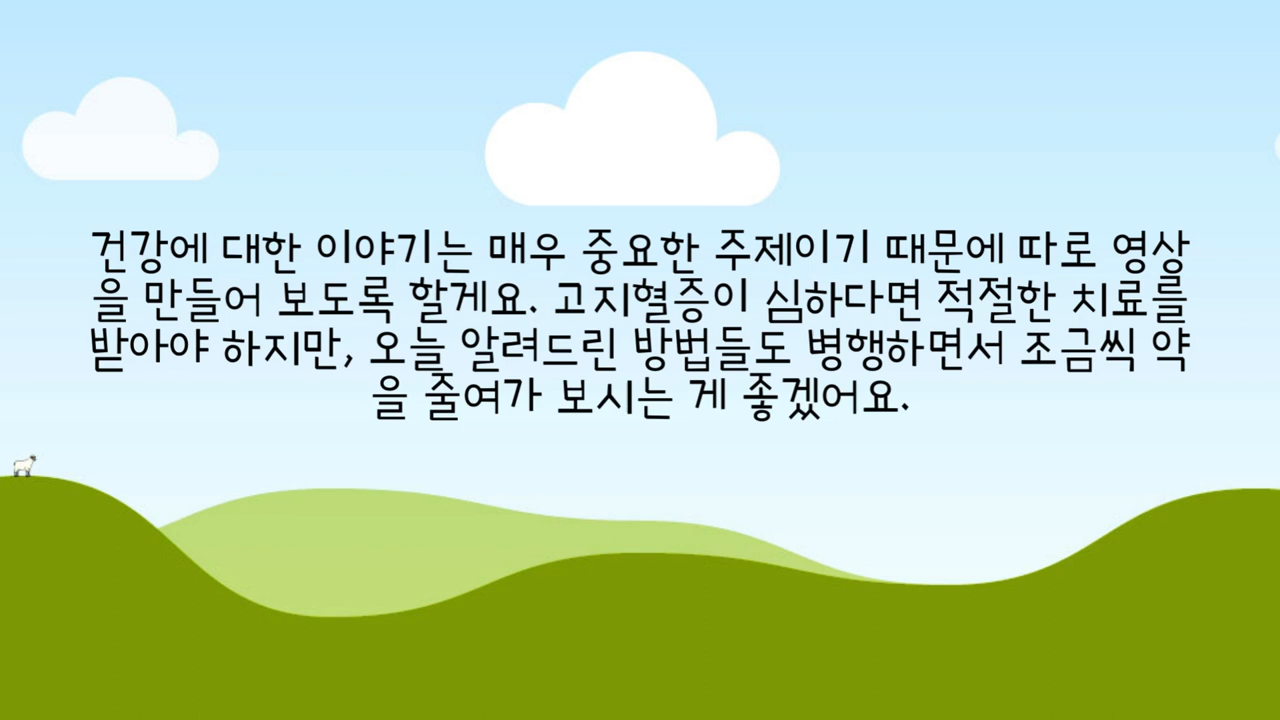 건강에 대한 이야기는 매우 중요한 주제이기 때문에 따로 영상
을 만들어 보도록 할게요. 고지혈증이 심하다면 적절한 치료를
받아야 하지만, 오늘 알려드린 방법들도 병행하면서 조금씩 약
을 줄여가 보시는 게 좋겠어요.